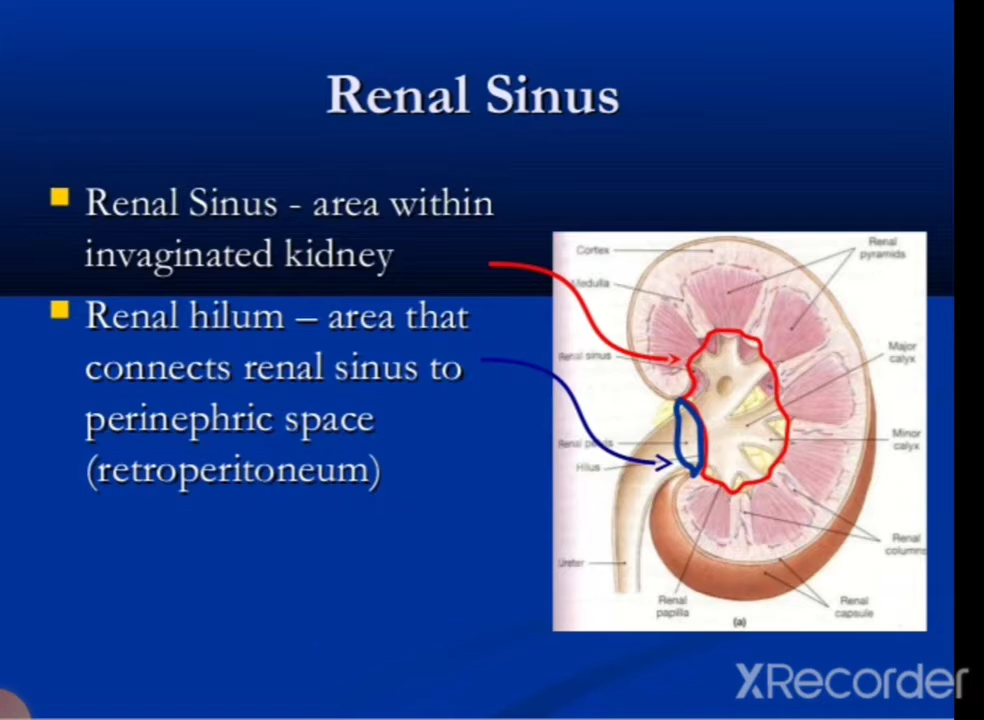 Renal Sinus
Renal Sinus - area within
invaginated kidney
Renal hilum – area that
connects renal sinus to
perinephric space
(retroperitoneum)
Cortex
Medulla
Renal sinus
Renal pelvis
Hilus
Ureter
Renal
papilla
Renal
pyramids
Major
calyx
Minor
calyx
Renal
columns
Renal
capsule
(a)
XRecorder